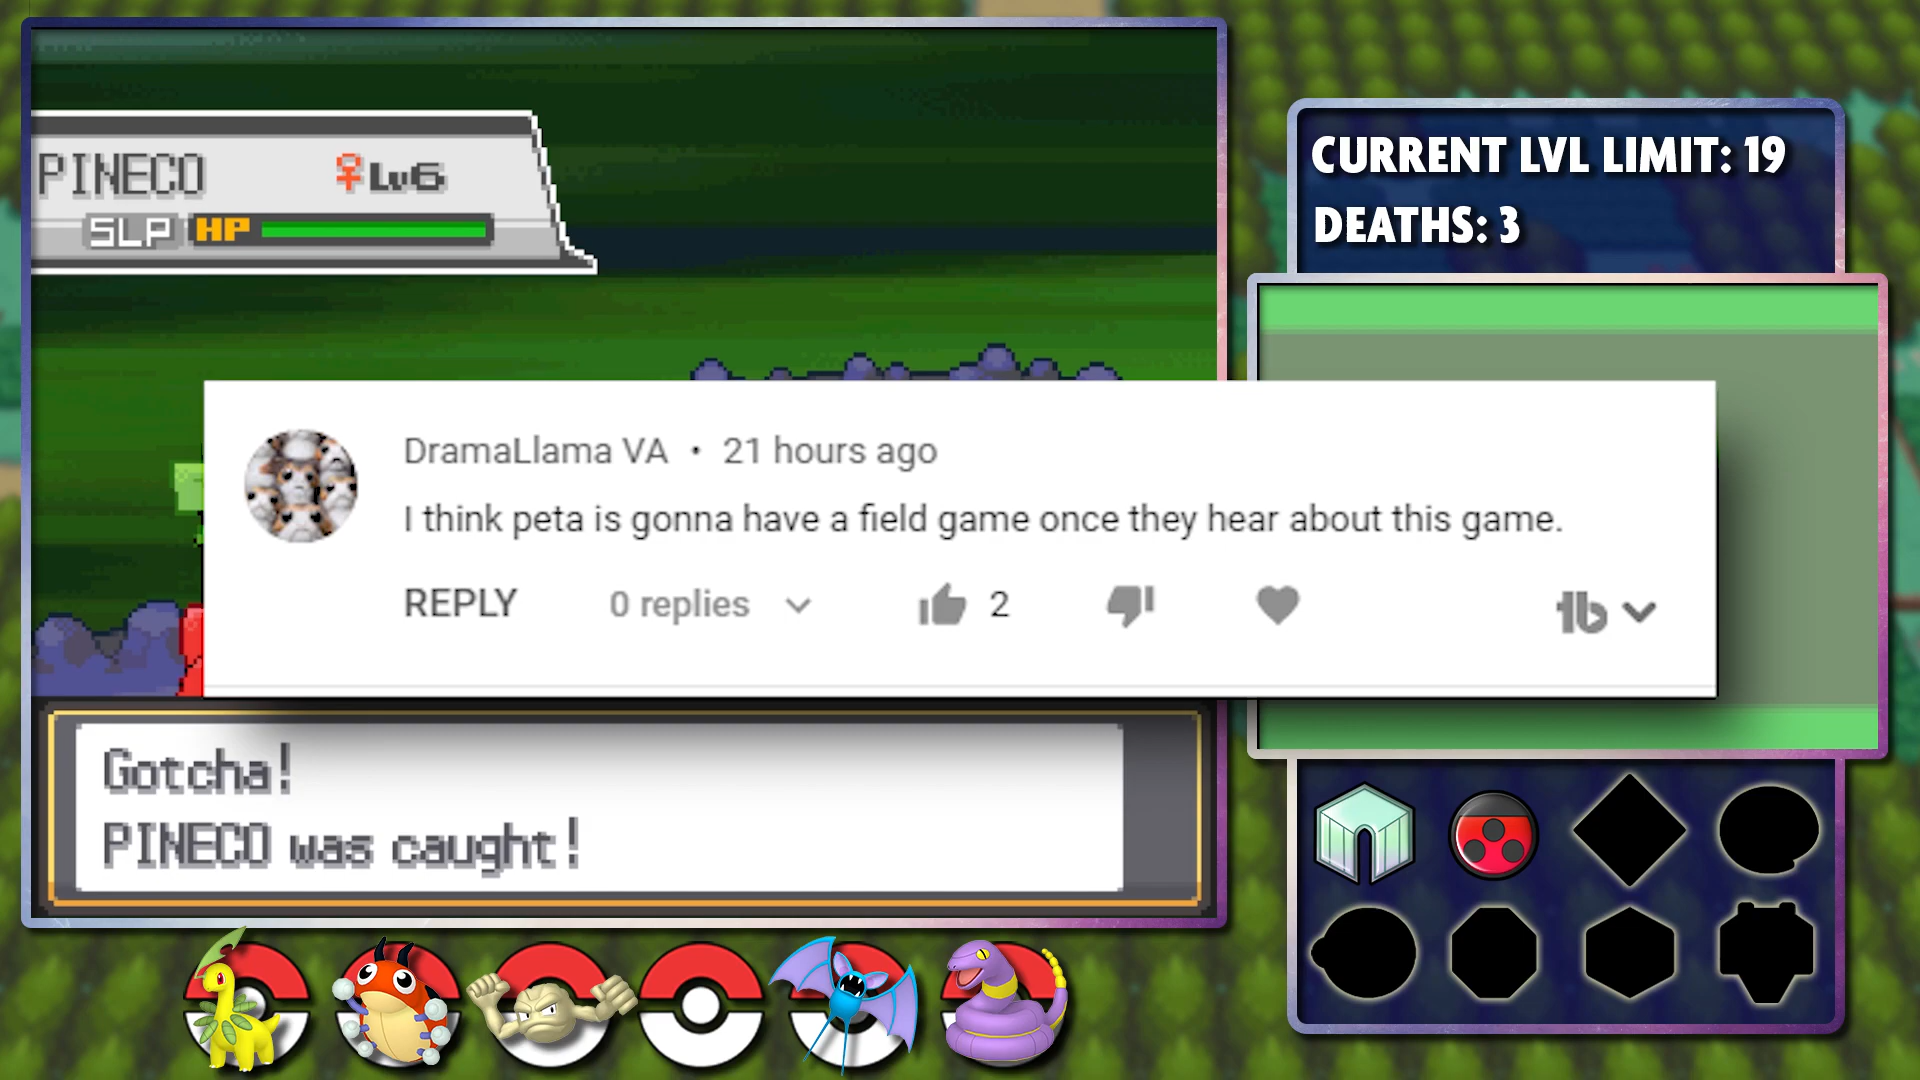 PINECO ♀Lv6
SLP HP
CURRENT LVL LIMIT: 19
DEATHS: 3
DramaLlama VA • 21 hours ago
I think peta is gonna have a field game once they hear about this game.
REPLY 0 replies 2
Gotcha!
PINECO was caught!